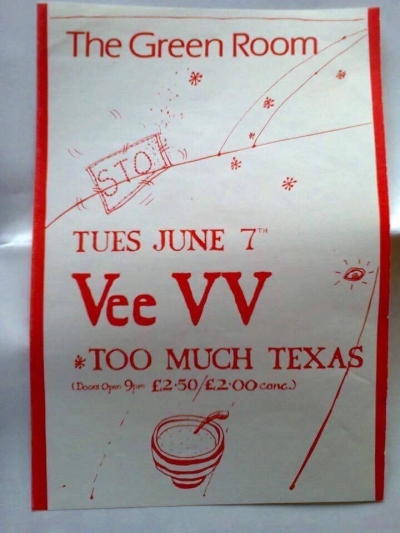 The Green Room
STO
TUES JUNE 7TH
Vee VV
*TOO MUCH TEXAS
(Doors Open 9pm £2·50/£2·00 conc.)